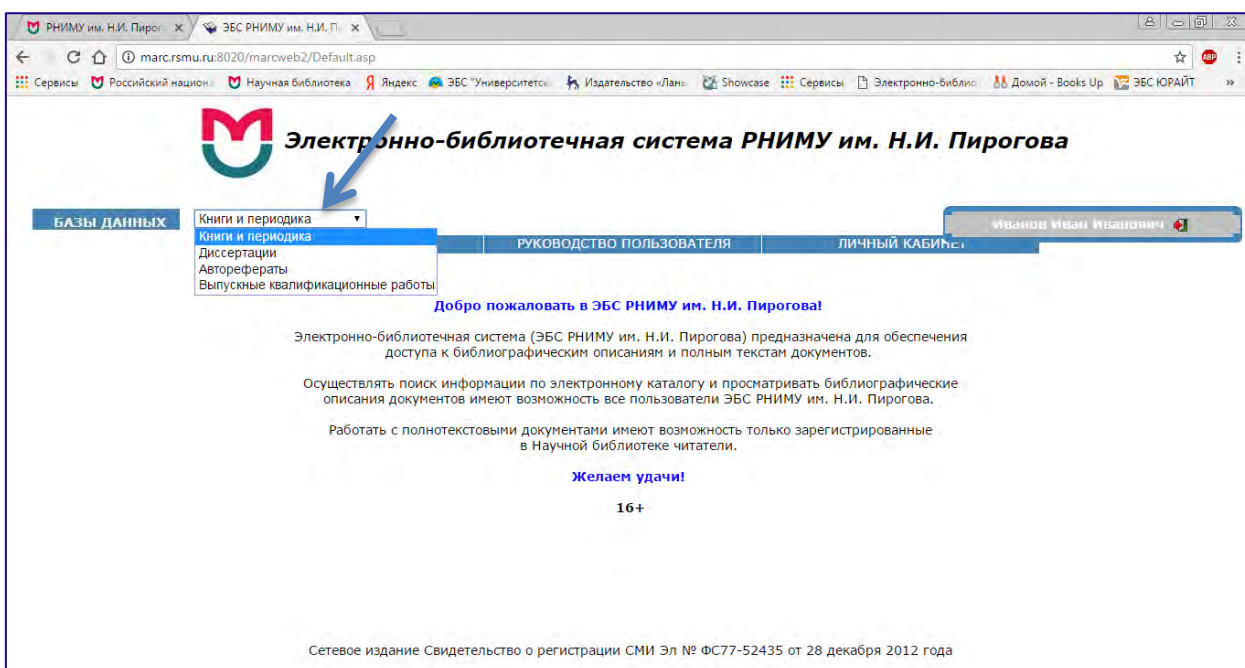 РНИМУ им. Н.И. Пирог
ЭБС РНИМУ им. Н.И. П
marc.rsmu.ru:8020/marcweb2/Default.asp
ABP
Сервисы Российский национ Научная библиотека Яндекс ЭБС "Университетс Издательство «Лань Showcase Сервисы Электронно-библио Домой - Books Up ЭБС ЮРАЙТ »
Электронно-библиотечная система РНИМУ им. Н.И. Пирогова
БАЗЫ ДАННЫХ
Книги и периодика
Иванов Иван Иванович
Книги и периодика
Диссертации
Авторефераты
Выпускные квалификационные работы
РУКОВОДСТВО ПОЛЬЗОВАТЕЛЯ
ЛИЧНЫЙ КАБИНЕТ
Добро пожаловать в ЭБС РНИМУ им. Н.И. Пирогова!
Электронно-библиотечная система (ЭБС РНИМУ им. Н.И. Пирогова) предназначена для обеспечения
доступа к библиографическим описаниям и полным текстам документов.
Осуществлять поиск информации по электронному каталогу и просматривать библиографические
описания документов имеют возможность все пользователи ЭБС РНИМУ им. Н.И. Пирогова.
Работать с полнотекстовыми документами имеют возможность только зарегистрированные
в Научной библиотеке читатели.
Желаем удачи!
16+
Сетевое издание Свидетельство о регистрации СМИ Эл № ФС77-52435 от 28 декабря 2012 года